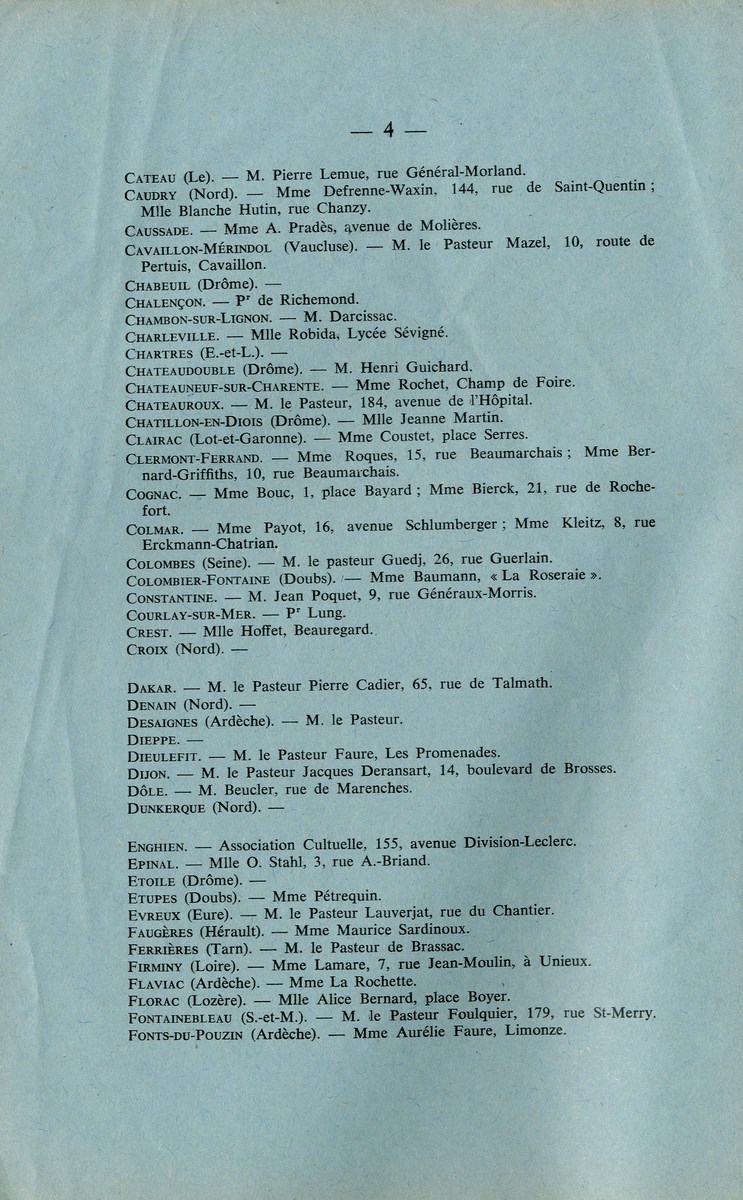 — 4 —
CATEAU (Le). — M. Pierre Lemue, rue Général-Morland.
CAUDRY (Nord). — Mme Defrenne-Waxin, 144, rue de Saint-Quentin ;
Mlle Blanche Hutin, rue Chanzy.
CAUSSADE. — Mme A. Pradès, avenue de Molières.
CAVAILLON-MÉRINDOL (Vaucluse). — M. le Pasteur Mazel, 10, route de
Pertuis, Cavaillon.
CHABEUIL (Drôme). —
CHALENÇON. — Pr de Richemond.
CHAMBON-SUR-LIGNON. — M. Darcissac.
CHARLEVILLE. — Mlle Robida, Lycée Sévigné.
CHARTRES (E.-et-L.). —
CHATEAUDOUBLE (Drôme). — M. Henri Guichard.
CHATEAUNEUF-SUR-CHARENTE. — Mme Rochet, Champ de Foire.
CHATEAUROUX. — M. le Pasteur, 184, avenue de l'Hôpital.
CHATILLON-EN-DIOIS (Drôme). — Mlle Jeanne Martin.
CLAIRAC (Lot-et-Garonne). — Mme Coustet, place Serres.
CLERMONT-FERRAND. — Mme Roques, 15, rue Beaumarchais ; Mme Ber-
nard-Griffiths, 10, rue Beaumarchais.
COGNAC. — Mme Bouc, 1, place Bayard ; Mme Bierck, 21, rue de Roche-
fort.
COLMAR. — Mme Payot, 16, avenue Schlumberger ; Mme Kleitz, 8, rue
Erckmann-Chatrian.
COLOMBES (Seine). — M. le pasteur Guedj, 26, rue Guerlain.
COLOMBIER-FONTAINE (Doubs). — Mme Baumann, « La Roseraie ».
CONSTANTINE. — M. Jean Poquet, 9, rue Généraux-Morris.
COURLAY-SUR-MER. — Pr Lung.
CREST. — Mlle Hoffet, Beauregard.
CROIX (Nord). —
DAKAR. — M. le Pasteur Pierre Cadier, 65, rue de Talmath.
DENAIN (Nord). —
DESAIGNES (Ardèche). — M. le Pasteur.
DIEPPE. —
DIEULEFIT. — M. le Pasteur Faure, Les Promenades.
DIJON. — M. le Pasteur Jacques Deransart, 14, boulevard de Brosses.
DÔLE. — M. Beucler, rue de Marenches.
DUNKERQUE (Nord). —
ENGHIEN. — Association Cultuelle, 155, avenue Division-Leclerc.
EPINAL. — Mlle O. Stahl, 3, rue A.-Briand.
ETOILE (Drôme). —
ETUPES (Doubs). — Mme Pétrequin.
EVREUX (Eure). — M. le Pasteur Lauverjat, rue du Chantier.
FAUGÈRES (Hérault). — Mme Maurice Sardinoux.
FERRIÈRES (Tarn). — M. le Pasteur de Brassac.
FIRMINY (Loire). — Mme Lamare, 7, rue Jean-Moulin, à Unieux.
FLAVIAC (Ardèche). — Mme La Rochette.
FLORAC (Lozère). — Mlle Alice Bernard, place Boyer.
FONTAINEBLEAU (S.-et-M.). — M. le Pasteur Foulquier, 179, rue St-Merry.
FONTS-DU-POUZIN (Ardèche). — Mme Aurélie Faure, Limonze.